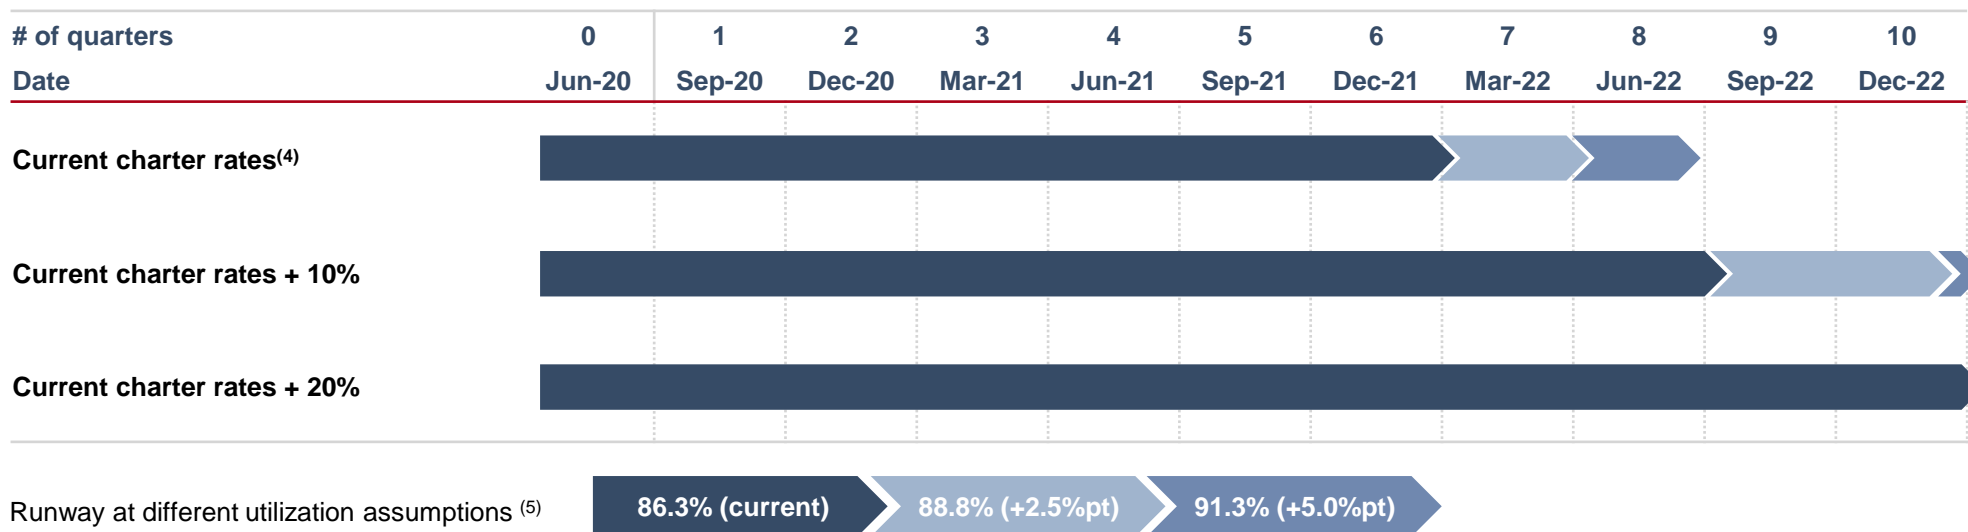 # of quarters 0 1 2 3 4 5 6 7 8 9 10
Date Jun-20 Sep-20 Dec-20 Mar-21 Jun-21 Sep-21 Dec-21 Mar-22 Jun-22 Sep-22 Dec-22
Current charter rates(4)
Current charter rates + 10%
Current charter rates + 20%
Runway at different utilization assumptions (5) 86.3% (current) 88.8% (+2.5%pt) 91.3% (+5.0%pt)